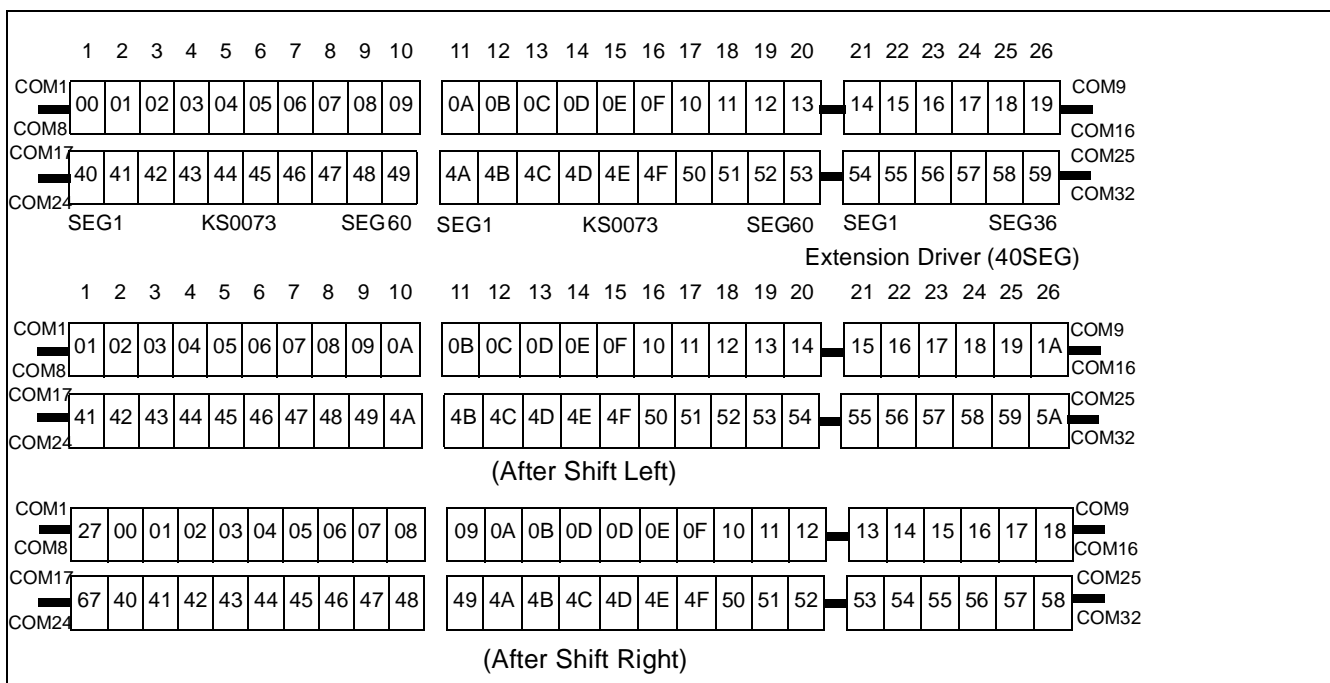 1 2 3 4 5 6 7 8 9 10 11 12 13 14 15 16 17 18 19 20 21 22 23 24 25 26
COM1 COM9
00 01 02 03 04 05 06 07 08 09 0A 0B 0C 0D 0E 0F 10 11 12 13 14 15 16 17 18 19
COM8 COM16
COM17 COM25
40 41 42 43 44 45 46 47 48 49 4A 4B 4C 4D 4E 4F 50 51 52 53 54 55 56 57 58 59
COM24 COM32
SEG1 KS0073 SEG60 SEG1 KS0073 SEG60 SEG1 SEG36
Extension Driver (40SEG)
1 2 3 4 5 6 7 8 9 10 11 12 13 14 15 16 17 18 19 20 21 22 23 24 25 26
COM1 COM9
01 02 03 04 05 06 07 08 09 0A 0B 0C 0D 0E 0F 10 11 12 13 14 15 16 17 18 19 1A
COM8 COM16
COM17 COM25
41 42 43 44 45 46 47 48 49 4A 4B 4C 4D 4E 4F 50 51 52 53 54 55 56 57 58 59 5A
COM24 COM32
(After Shift Left)
COM1 COM9
27 00 01 02 03 04 05 06 07 08 09 0A 0B 0D 0D 0E 0F 10 11 12 13 14 15 16 17 18
COM8 COM16
COM17 COM25
67 40 41 42 43 44 45 46 47 48 49 4A 4B 4C 4D 4E 4F 50 51 52 53 54 55 56 57 58
COM24 COM32
(After Shift Right)